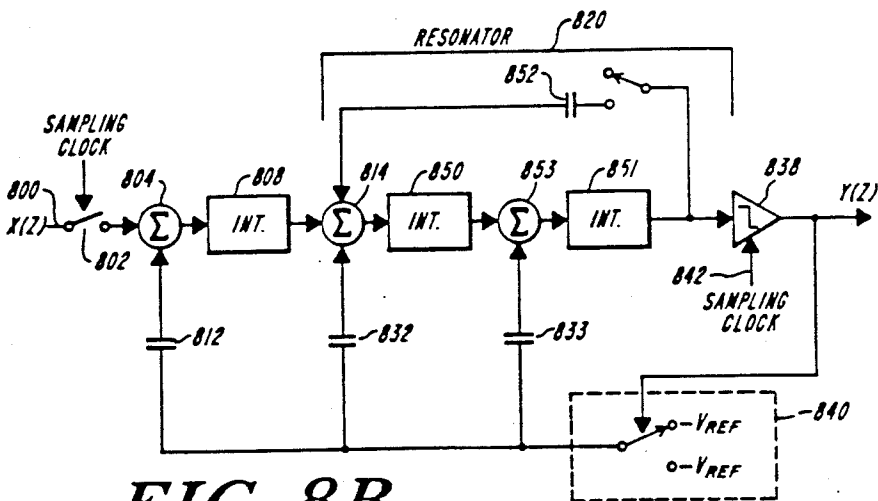 820
RESONATOR
852
SAMPLING
CLOCK
800
804
808
814
850
853
851
838
X(Z)
Σ
INT.
Σ
INT.
Σ
INT.
Y(Z)
802
842
SAMPLING
CLOCK
812
832
833
840
-VREF
-VREF
FIG. 8B